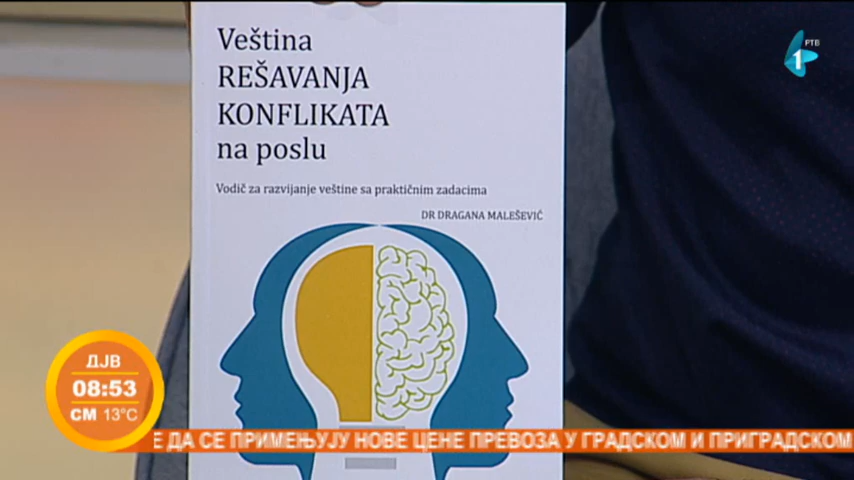 Veština
REŠAVANJA
KONFLIKATA
na poslu
Vodič za razvijanje veštine sa praktičnim zadacima
DR DRAGANA MALEŠEVIĆ
РТВ
1
ДЈВ
08:53
СМ 13°C
Е ДА СЕ ПРИМЕЊУЈУ НОВЕ ЦЕНЕ ПРЕВОЗА У ГРАДСКОМ И ПРИГРАДСКОМ